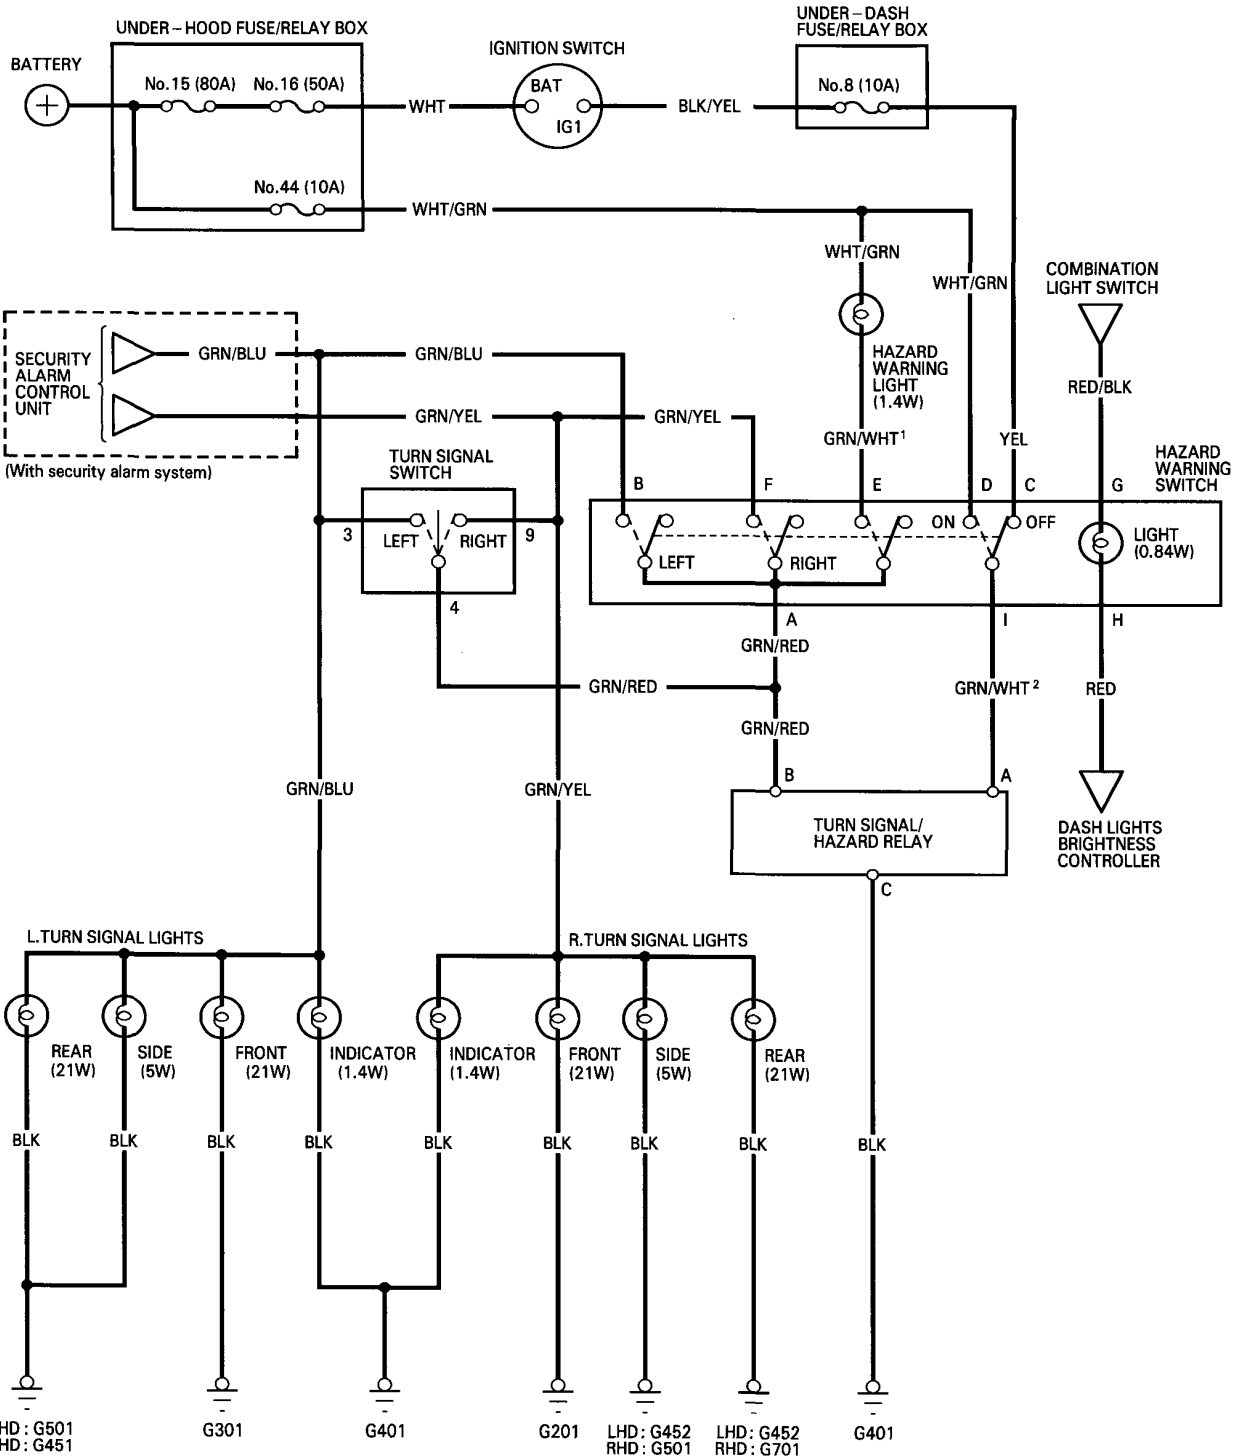 UNDER-HOOD FUSE/RELAY BOX
UNDER-DASH
FUSE/RELAY BOX
IGNITION SWITCH
BATTERY
No.15 (80A)
No.16 (50A)
BAT
IG1
No.8 (10A)
WHT
BLK/YEL
No.44 (10A)
WHT/GRN
WHT/GRN
WHT/GRN
COMBINATION
LIGHT SWITCH
SECURITY
ALARM
CONTROL
UNIT
GRN/BLU
GRN/BLU
GRN/YEL
GRN/YEL
HAZARD
WARNING
LIGHT
(1.4W)
RED/BLK
GRN/WHT1
YEL
(With security alarm system)
TURN SIGNAL
SWITCH
HAZARD
WARNING
SWITCH
B
F
E
D
C
G
3
LEFT
RIGHT
9
4
LEFT
RIGHT
ON
OFF
LIGHT
(0.84W)
A
I
H
GRN/RED
GRN/RED
GRN/WHT2
RED
GRN/RED
GRN/BLU
GRN/YEL
B
A
TURN SIGNAL/
HAZARD RELAY
C
DASH LIGHTS
BRIGHTNESS
CONTROLLER
L.TURN SIGNAL LIGHTS
R.TURN SIGNAL LIGHTS
REAR
(21W)
SIDE
(5W)
FRONT
(21W)
INDICATOR
(1.4W)
INDICATOR
(1.4W)
FRONT
(21W)
SIDE
(5W)
REAR
(21W)
BLK
BLK
BLK
BLK
BLK
BLK
BLK
BLK
BLK
HD: G501
HD: G451
G301
G401
G201
LHD: G452
RHD: G501
LHD: G452
RHD: G701
G401